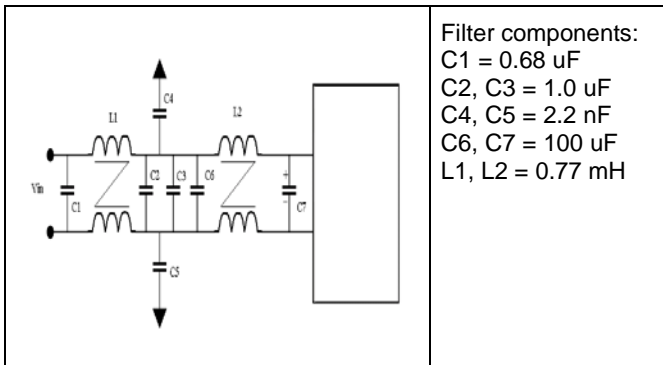 C4
L1
L2
Vin
C1
C2
C3
C6
+
-
C7
C5
Filter components:
C1 = 0.68 uF
C2, C3 = 1.0 uF
C4, C5 = 2.2 nF
C6, C7 = 100 uF
L1, L2 = 0.77 mH